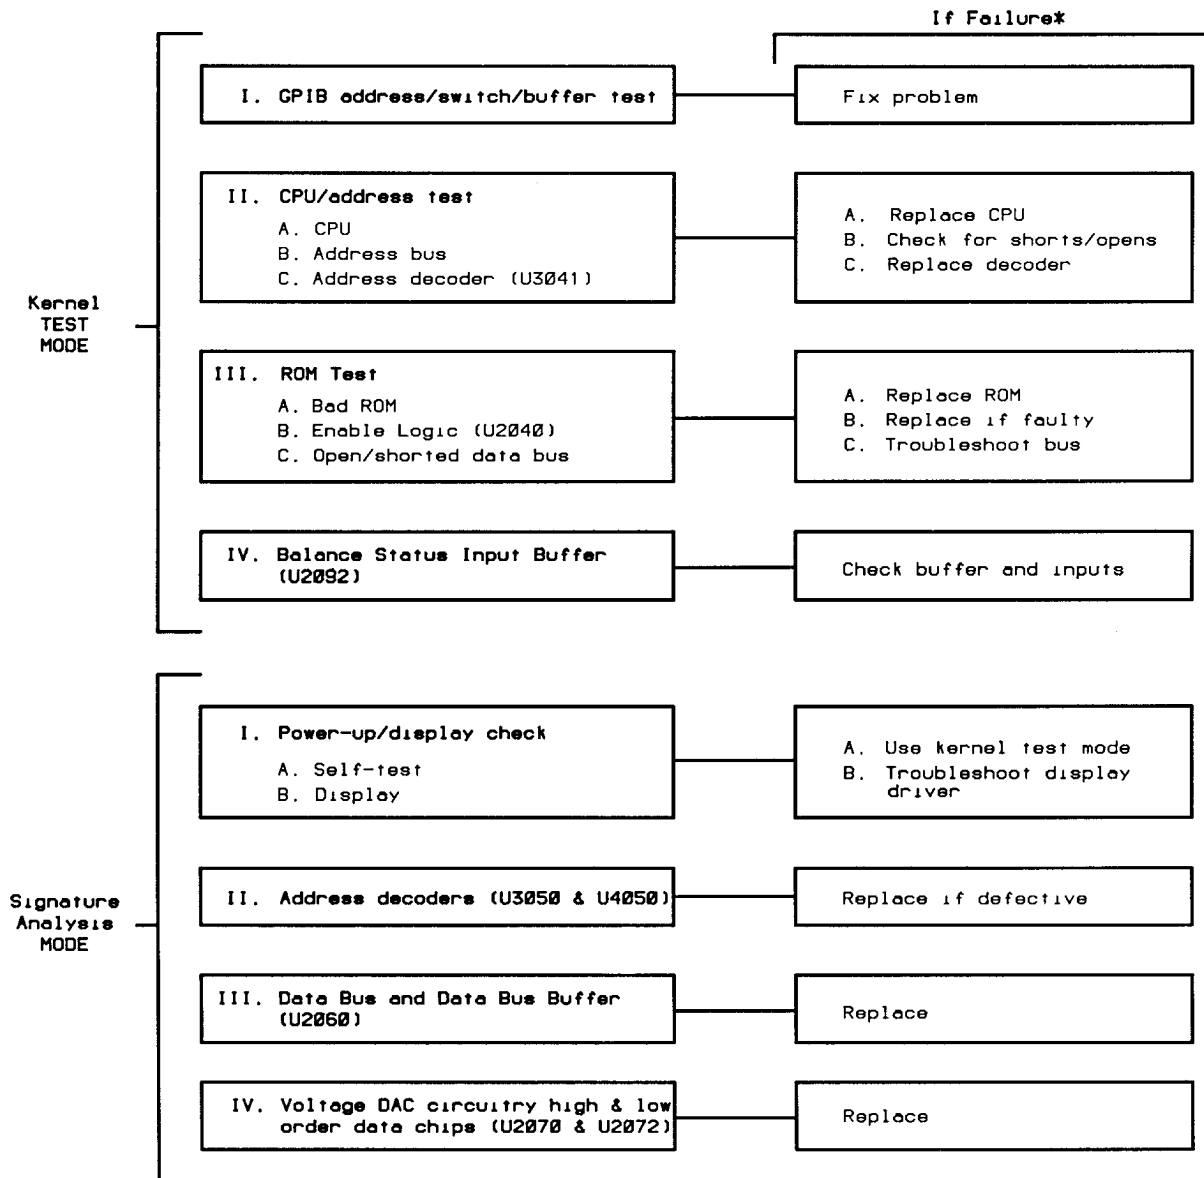 If Failure*
Kernel
TEST
MODE
I. GPIB address/switch/buffer test
Fix problem
II. CPU/address test
A. CPU
B. Address bus
C. Address decoder (U3041)
A. Replace CPU
B. Check for shorts/opens
C. Replace decoder
III. ROM Test
A. Bad ROM
B. Enable Logic (U2040)
C. Open/shorted data bus
A. Replace ROM
B. Replace if faulty
C. Troubleshoot bus
IV. Balance Status Input Buffer
(U2092)
Check buffer and inputs
Signature
Analysis
MODE
I. Power-up/display check
A. Self-test
B. Display
A. Use kernel test mode
B. Troubleshoot display
driver
II. Address decoders (U3050 & U4050)
Replace if defective
III. Data Bus and Data Bus Buffer
(U2060)
Replace
IV. Voltage DAC circuitry high & low
order data chips (U2070 & U2072)
Replace